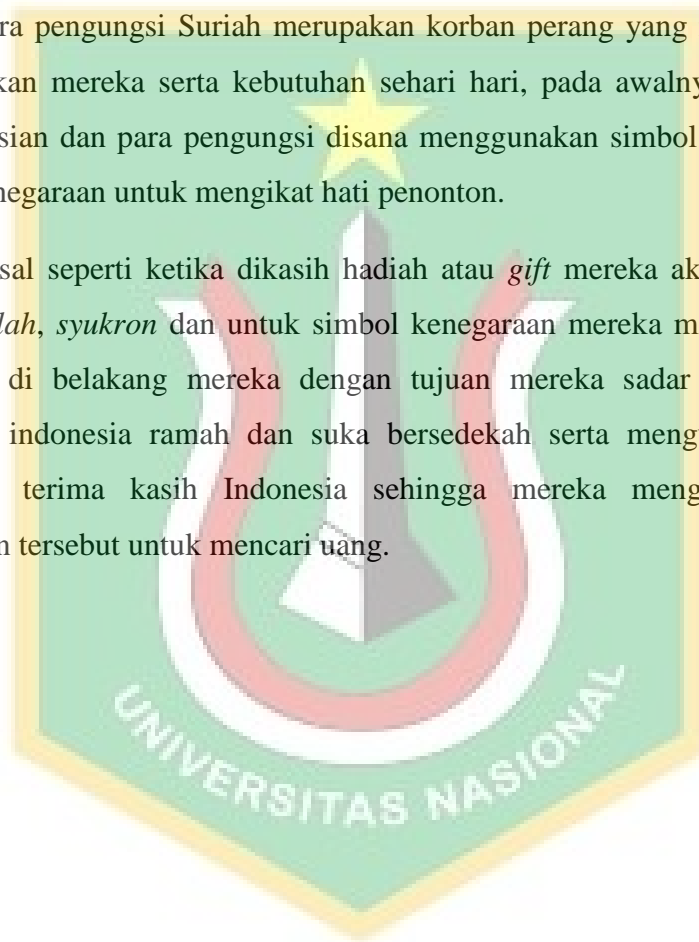 ra pengungsi Suriah merupakan korban perang yang
kan mereka serta kebutuhan sehari hari, pada awalny
sian dan para pengungsi disana menggunakan simbol
negaraan untuk mengikat hati penonton.
sal seperti ketika dikasih hadiah atau gift mereka ak
lah, syukron dan untuk simbol kenegaraan mereka m
di belakang mereka dengan tujuan mereka sadar
indonesia ramah dan suka bersedekah serta meng
terima kasih Indonesia sehingga mereka meng
n tersebut untuk mencari uang.
UNIVERSITAS NASIONAL